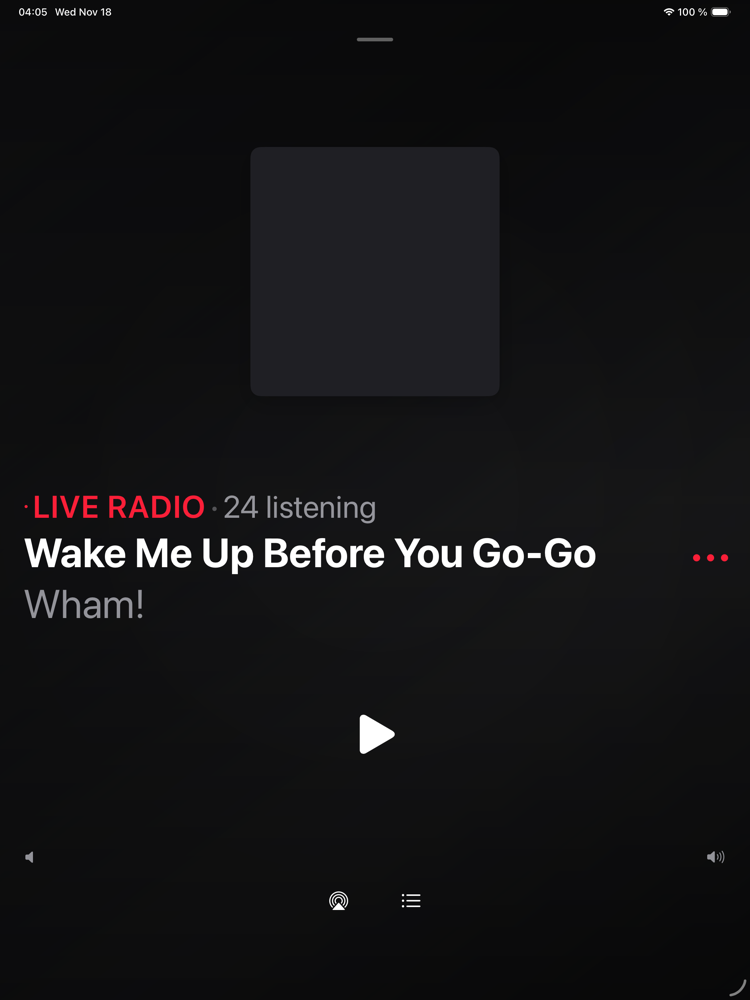 04:05 Wed Nov 18 100 %
· LIVE RADIO · 24 listening
Wake Me Up Before You Go-Go
Wham!